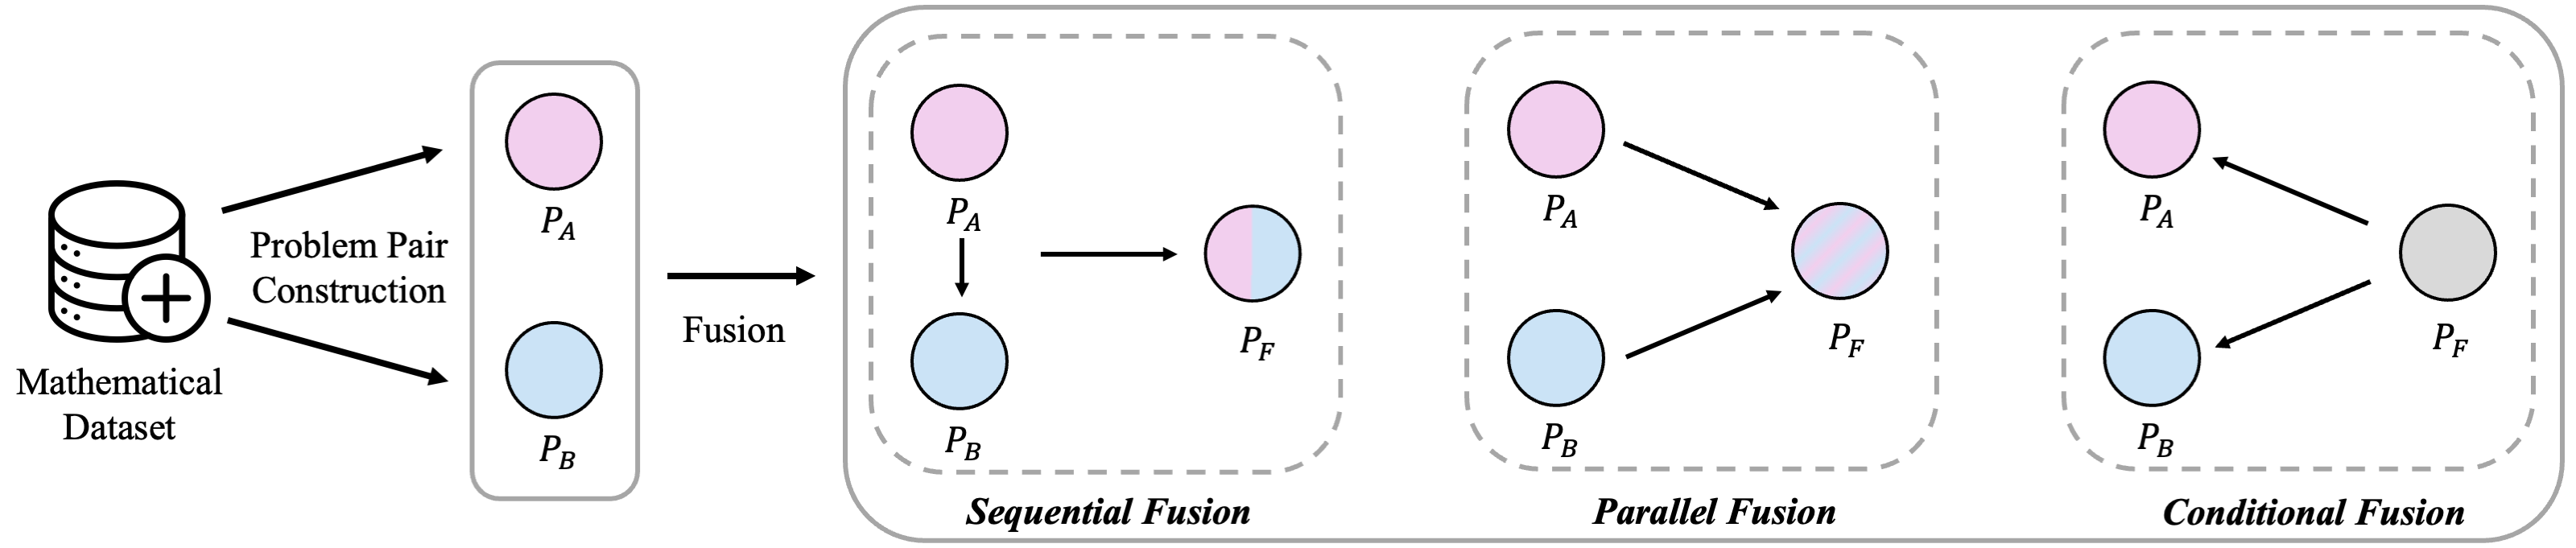 Mathematical
Dataset
Problem Pair
Construction
P_A
P_B
Fusion
P_A
P_B
P_F
Sequential Fusion
P_A
P_B
P_F
Parallel Fusion
P_A
P_B
P_F
Conditional Fusion